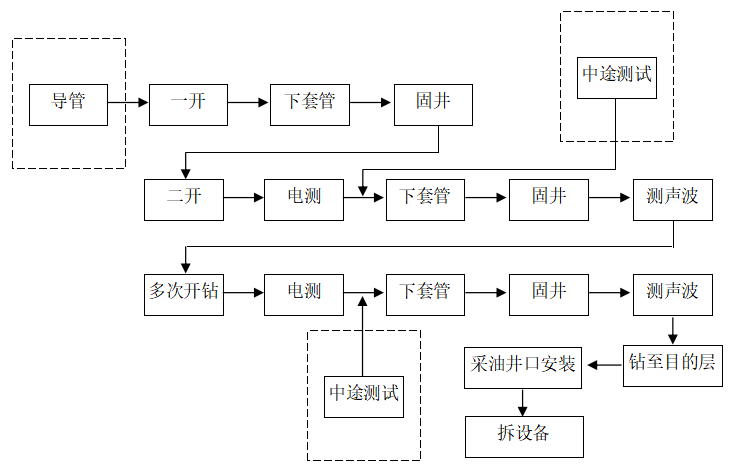 中途测试
导管
一开
下套管
固井
二开
电测
下套管
固井
测声波
多次开钻
电测
下套管
固井
测声波
采油井口安装
钻至目的层
中途测试
拆设备